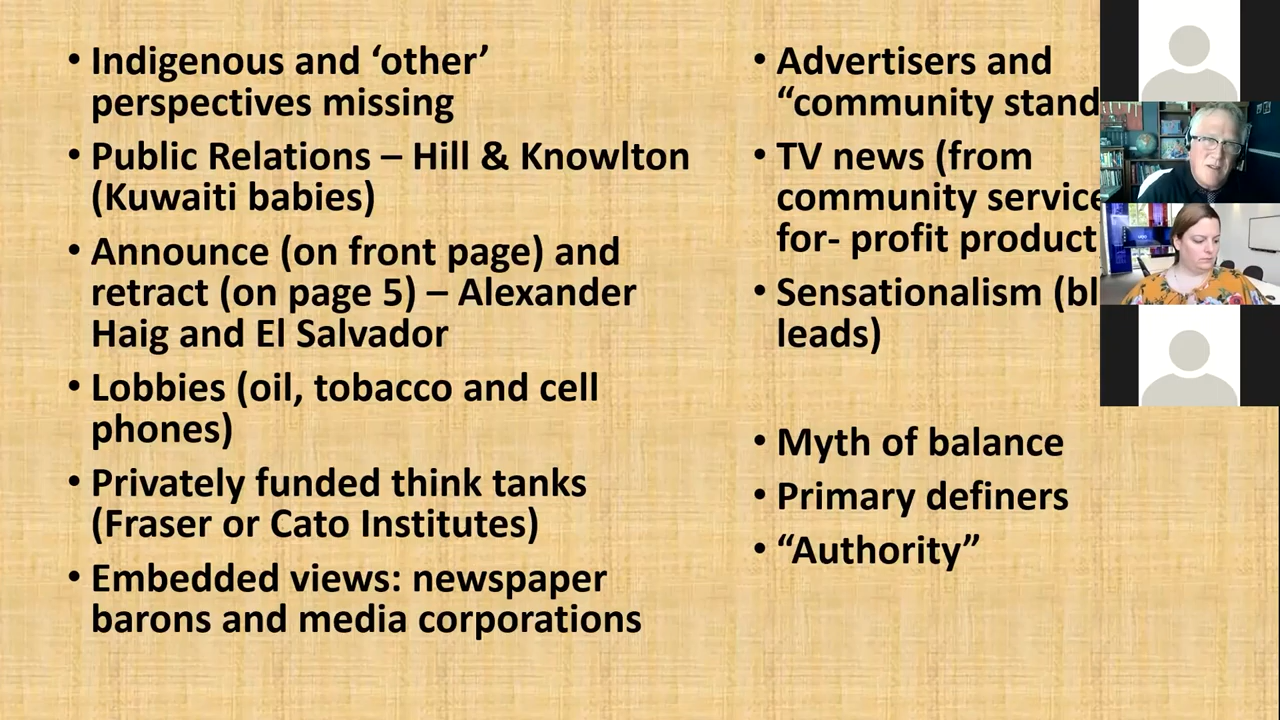 • Indigenous and ‘other’
perspectives missing
• Public Relations – Hill & Knowlton
(Kuwaiti babies)
• Announce (on front page) and
retract (on page 5) – Alexander
Haig and El Salvador
• Lobbies (oil, tobacco and cell
phones)
• Privately funded think tanks
(Fraser or Cato Institutes)
• Embedded views: newspaper
barons and media corporations
• Advertisers and
“community stand
• TV news (from
community service
for- profit product
• Sensationalism (bl
leads)
• Myth of balance
• Primary definers
• “Authority”